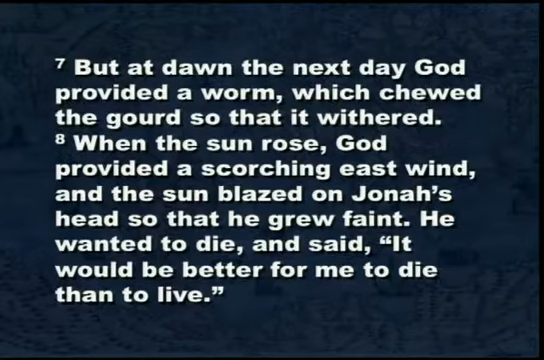 ⁷ But at dawn the next day God
provided a worm, which chewed
the gourd so that it withered.
⁸ When the sun rose, God
provided a scorching east wind,
and the sun blazed on Jonah’s
head so that he grew faint. He
wanted to die, and said, “It
would be better for me to die
than to live.”